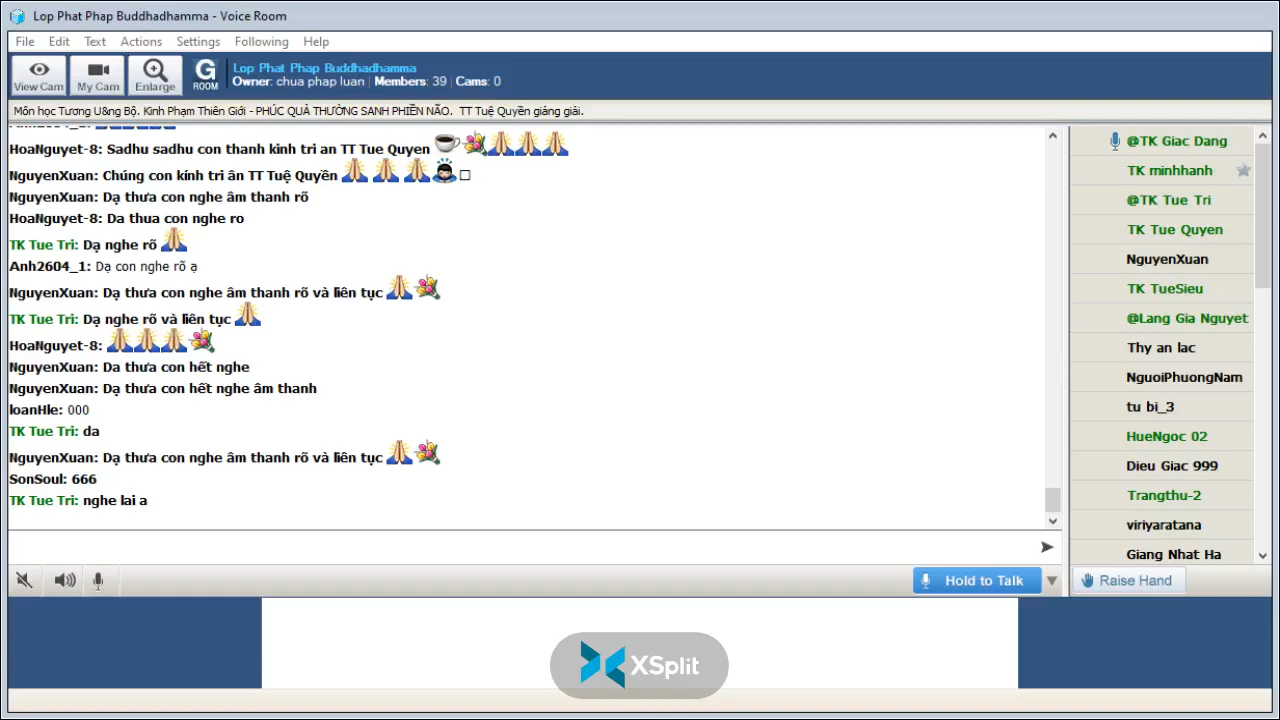 Lop Phat Phap Buddhadhamma - Voice Room
File Edit Text Actions Settings Following Help
View Cam My Cam Enlarge G ROOM
Lop Phat Phap Buddhadhamma
Owner: chua phap luan | Members: 39 | Cams: 0
Môn học Tương U&ng Bộ. Kinh Phạm Thiên Giới - PHÚC QUẢ THƯỜNG SANH PHIỀN NÃO. TT Tuệ Quyền giảng giải.
HoaNguyet-8: Sadhu sadhu con thanh kinh tri an TT Tue Quyen
NguyenXuan: Chúng con kính tri ân TT Tuệ Quyền
NguyenXuan: Dạ thưa con nghe âm thanh rõ
HoaNguyet-8: Da thua con nghe ro
TK Tue Tri: Dạ nghe rõ
Anh2604_1: Dạ con nghe rõ ạ
NguyenXuan: Dạ thưa con nghe âm thanh rõ và liên tục
TK Tue Tri: Dạ nghe rõ và liên tục
HoaNguyet-8:
NguyenXuan: Da thưa con hết nghe
NguyenXuan: Dạ thưa con hết nghe âm thanh
loanHle: 000
TK Tue Tri: da
NguyenXuan: Dạ thưa con nghe âm thanh rõ và liên tục
SonSoul: 666
TK Tue Tri: nghe lai a
@TK Giac Dang
TK minhhanh
@TK Tue Tri
TK Tue Quyen
NguyenXuan
TK TueSieu
@Lang Gia Nguyet
Thy an lac
NguoiPhuongNam
tu bi_3
HueNgoc 02
Dieu Giac 999
Trangthu-2
viriyaratana
Giang Nhat Ha
Hold to Talk
Raise Hand
XSplit